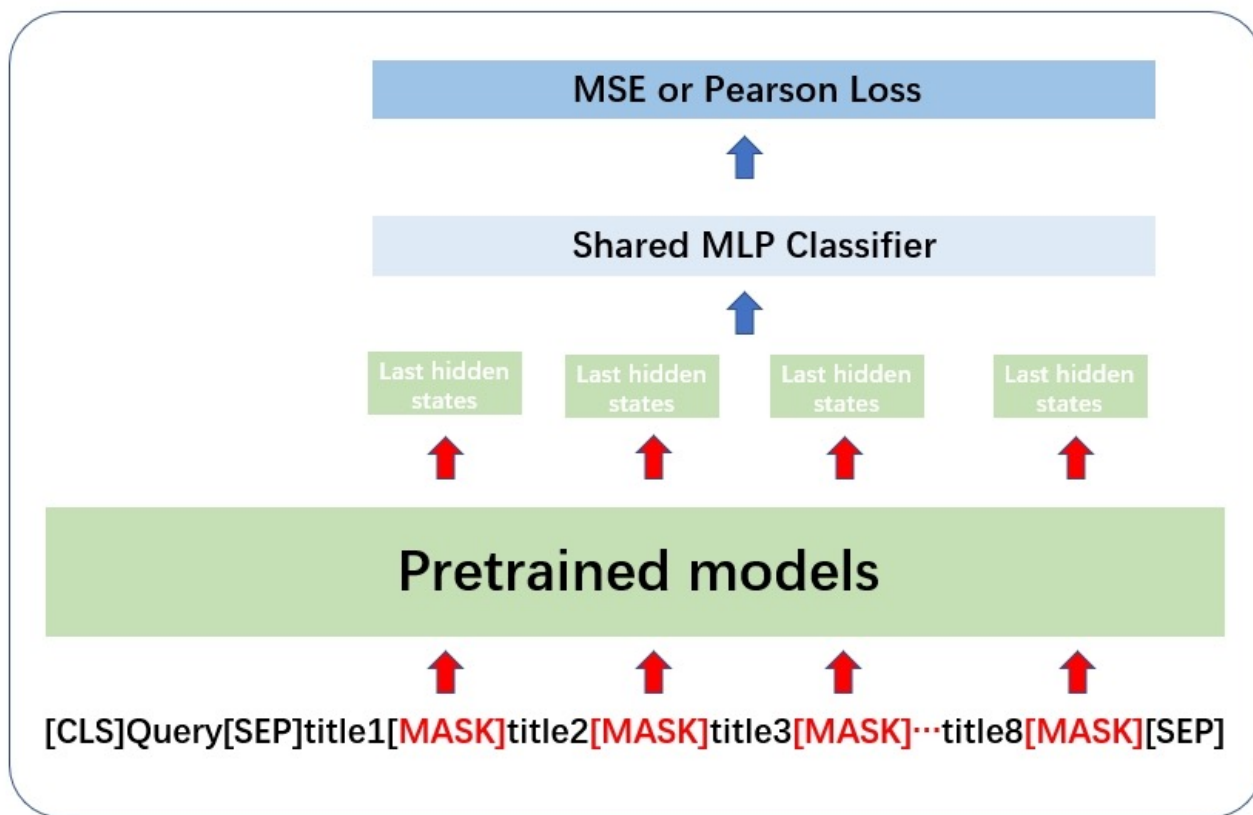 MSE or Pearson Loss
Shared MLP Classifier
Last hidden
states
Last hidden
states
Last hidden
states
Last hidden
states
Pretrained models
[CLS]Query[SEP]title1[MASK]title2[MASK]title3[MASK]···title8[MASK][SEP]